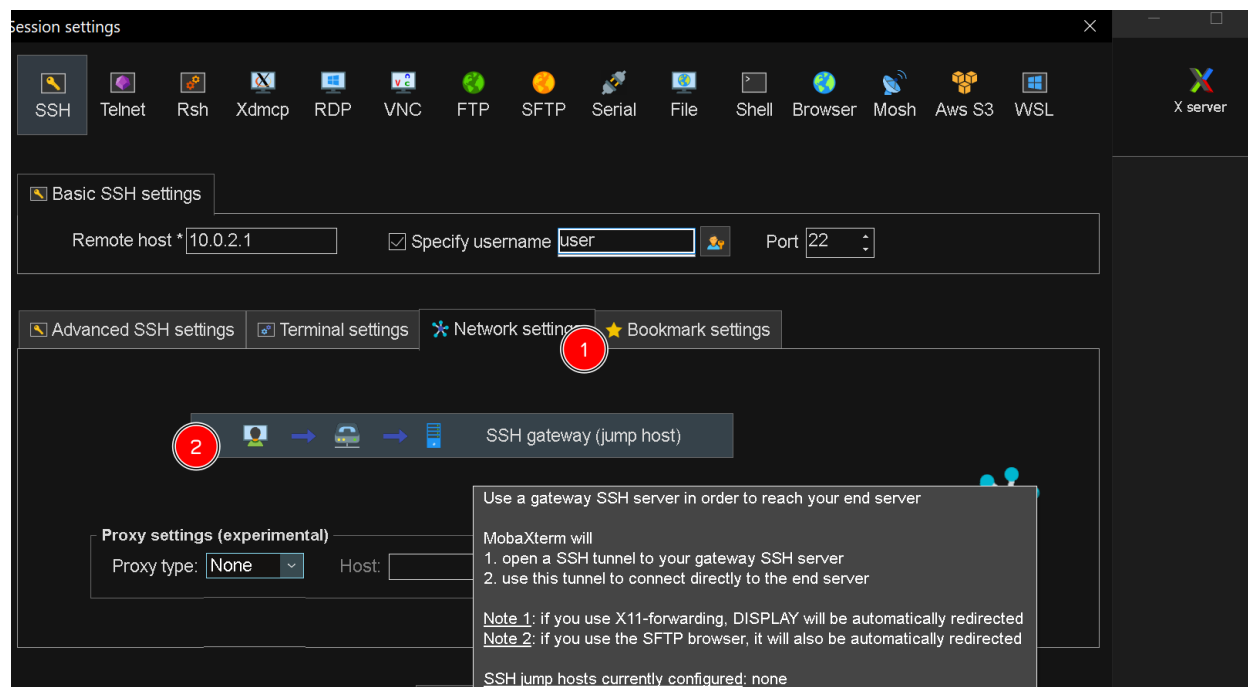 Session settings
X server
SSH Telnet Rsh Xdmcp RDP VNC FTP SFTP Serial File Shell Browser Mosh Aws S3 WSL
Basic SSH settings
Remote host * 10.0.2.1 Specify username user Port 22
Advanced SSH settings Terminal settings Network settings Bookmark settings
1
2 SSH gateway (jump host)
Use a gateway SSH server in order to reach your end server
MobaXterm will
1. open a SSH tunnel to your gateway SSH server
2. use this tunnel to connect directly to the end server
Note 1: if you use X11-forwarding, DISPLAY will be automatically redirected
Note 2: if you use the SFTP browser, it will also be automatically redirected
SSH jump hosts currently configured: none
Proxy settings (experimental)
Proxy type: None Host: